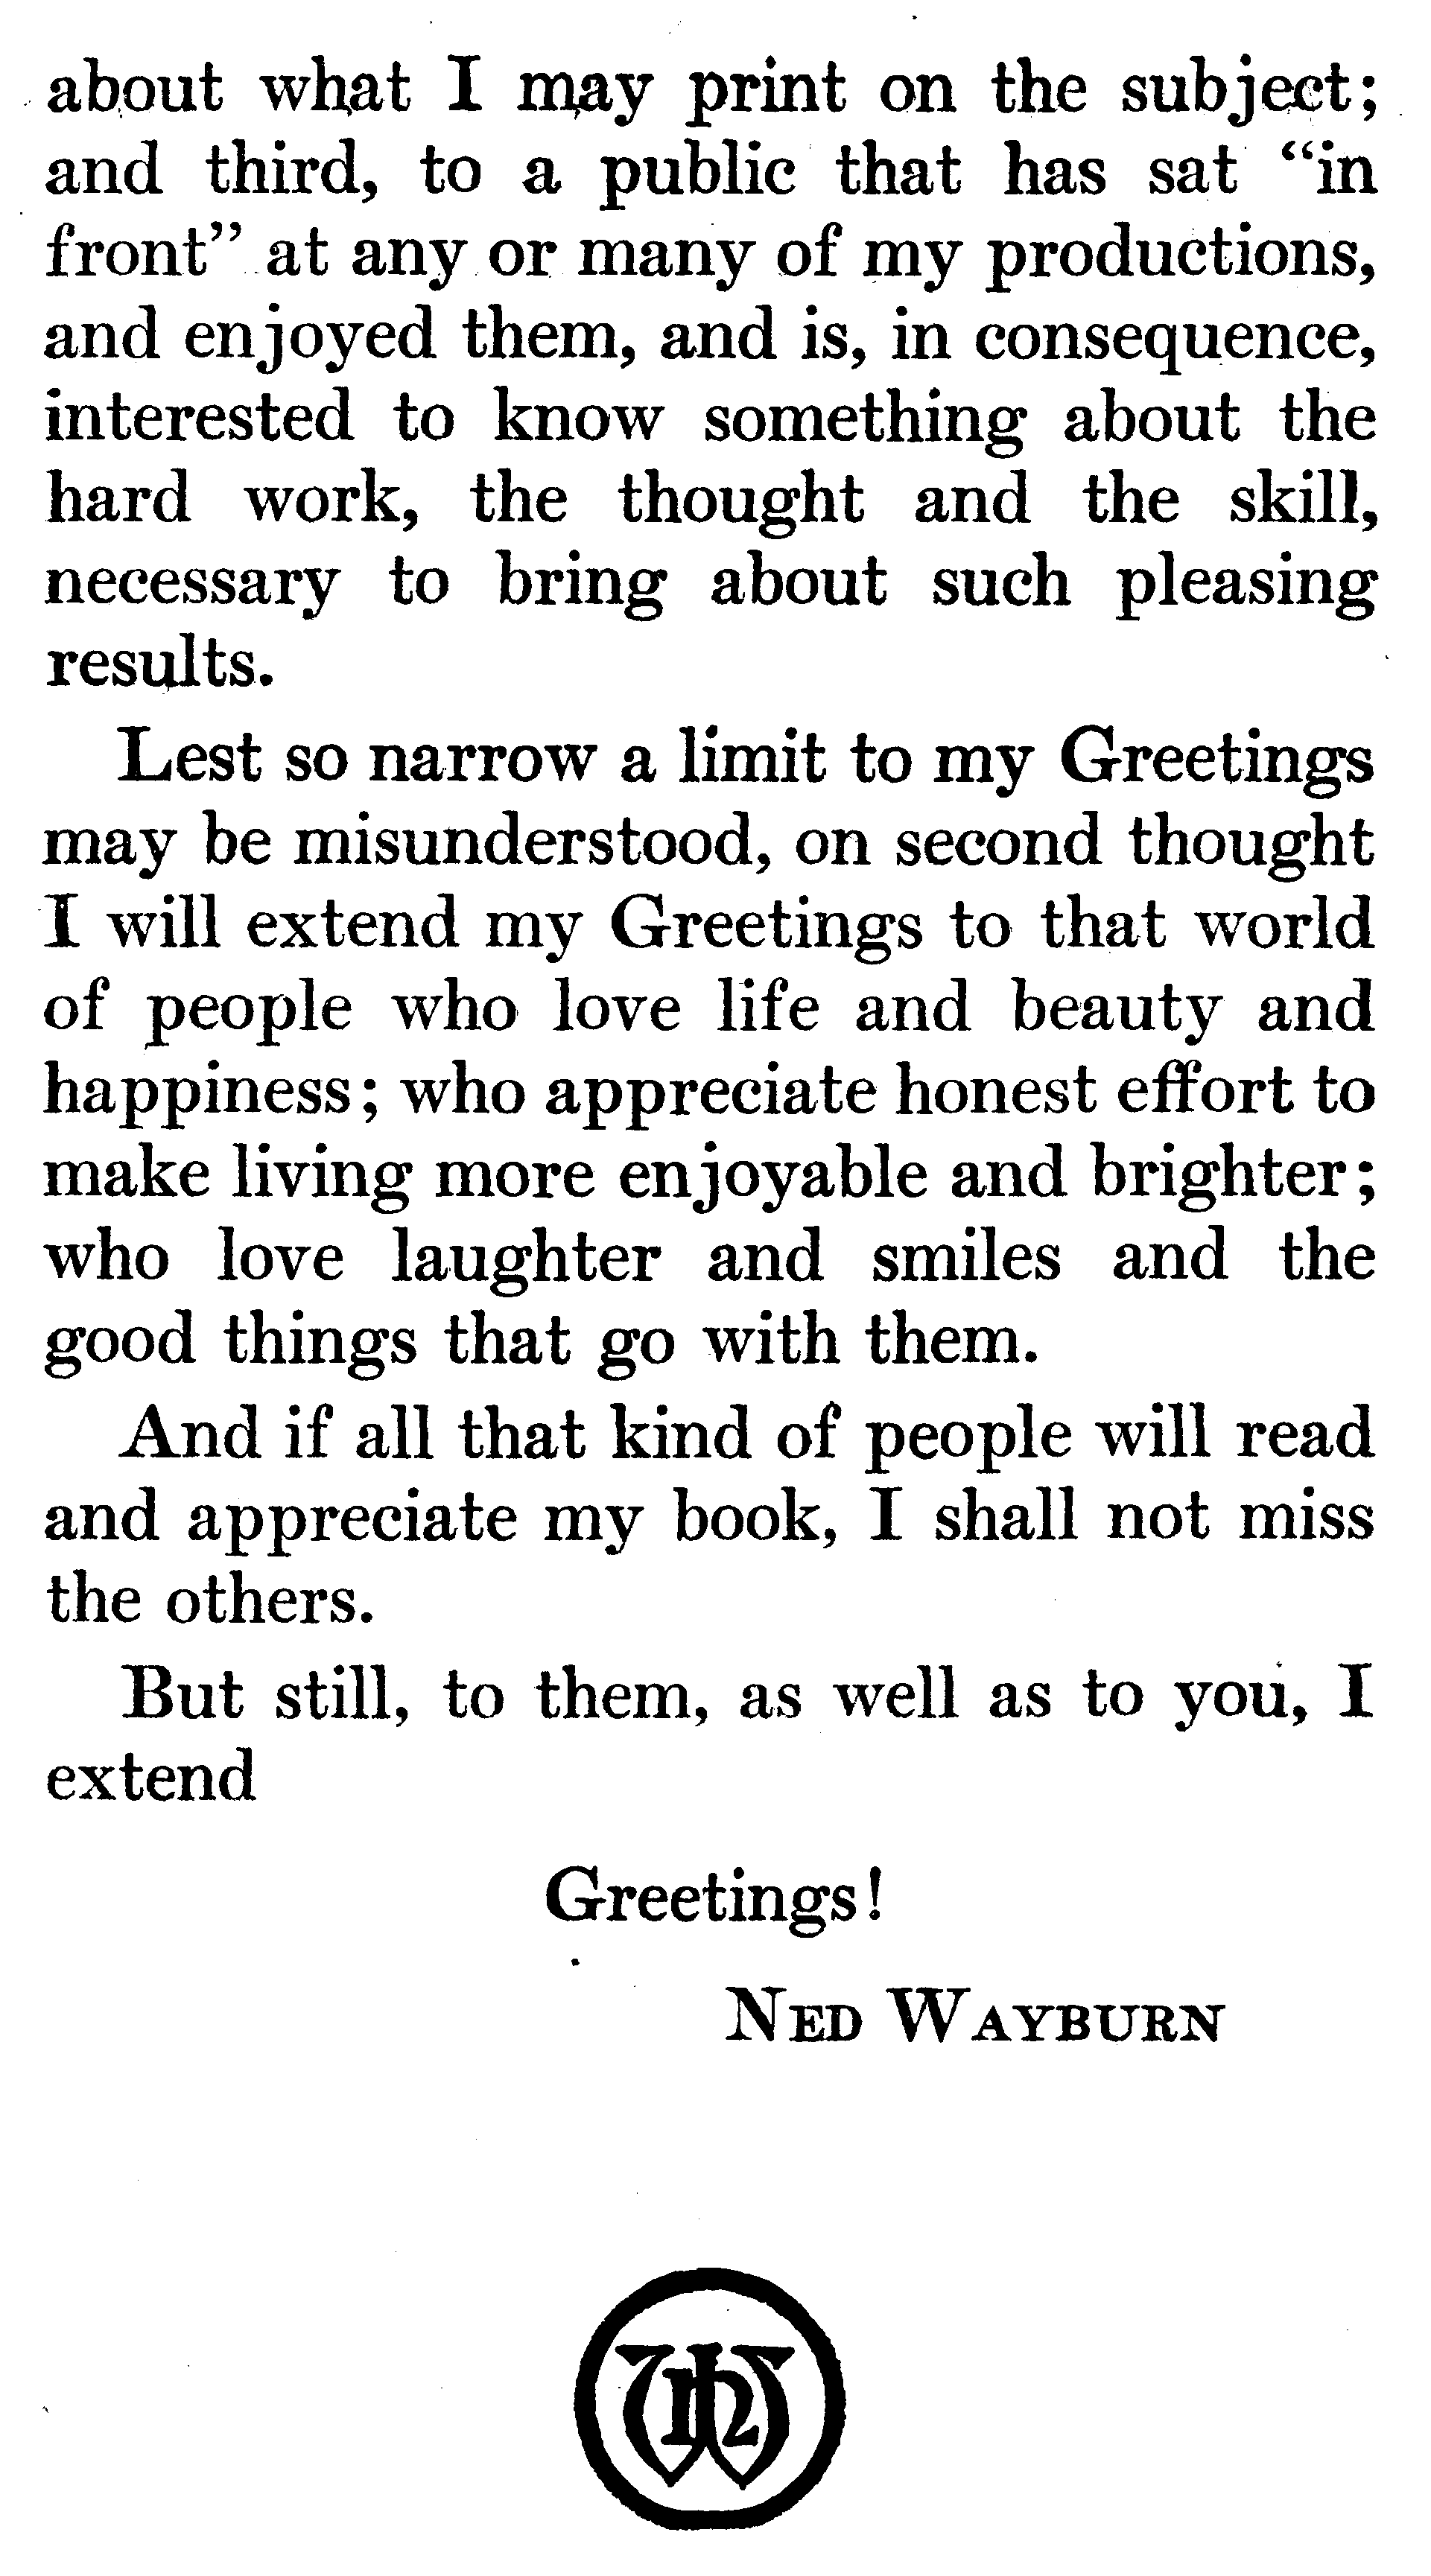 about what I may print on the subject;
and third, to a public that has sat “in
front” at any or many of my productions,
and enjoyed them, and is, in consequence,
interested to know something about the
hard work, the thought and the skill,
necessary to bring about such pleasing
results.
Lest so narrow a limit to my Greetings
may be misunderstood, on second thought
I will extend my Greetings to that world
of people who love life and beauty and
happiness; who appreciate honest effort to
make living more enjoyable and brighter;
who love laughter and smiles and the
good things that go with them.
And if all that kind of people will read
and appreciate my book, I shall not miss
the others.
But still, to them, as well as to you, I
extend
Greetings!
NED WAYBURN